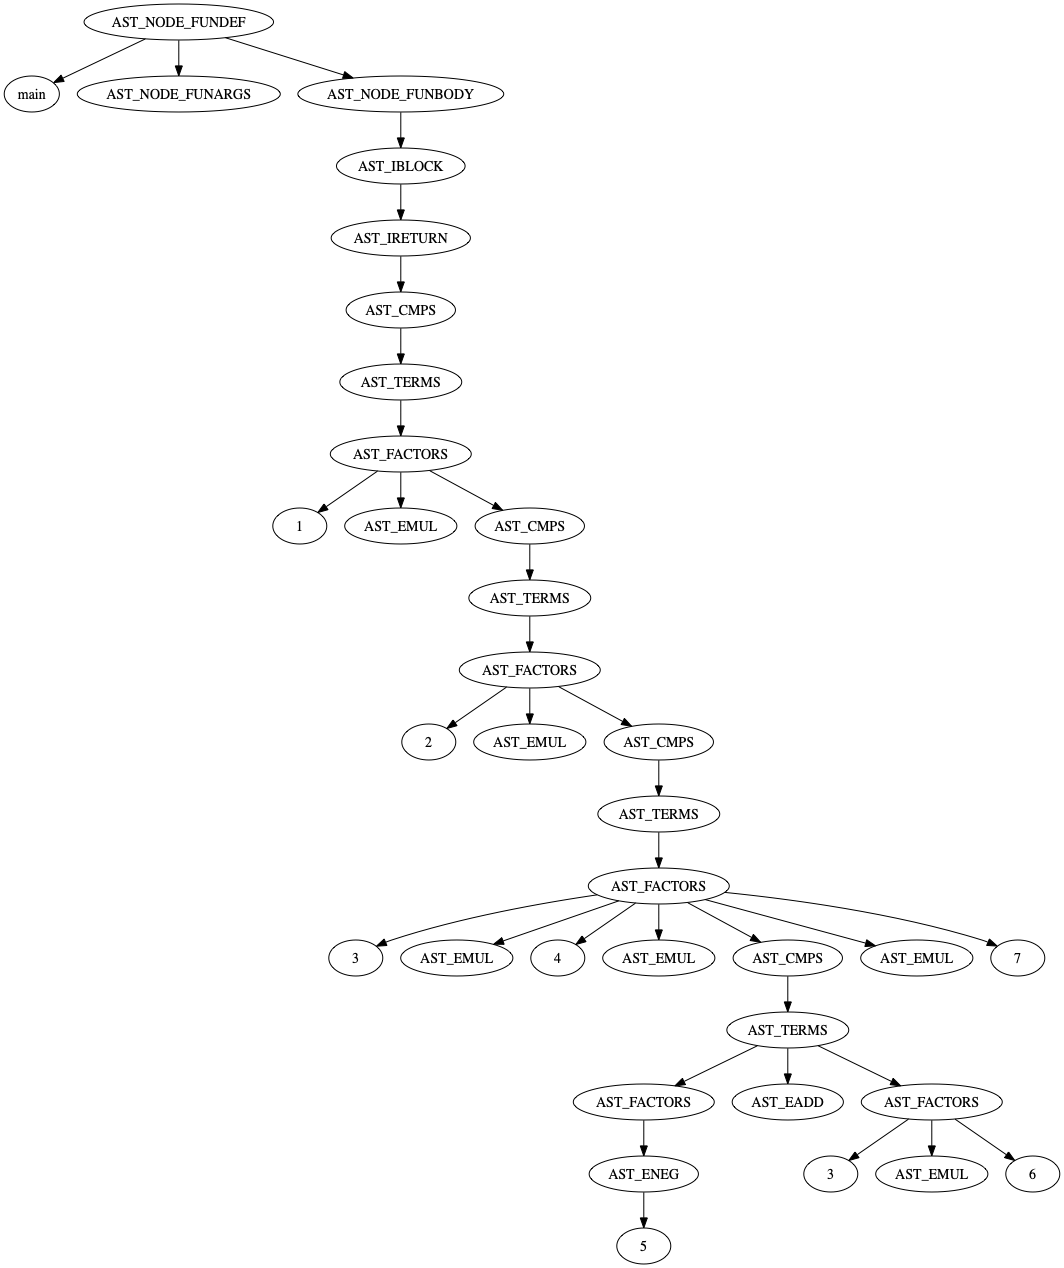 AST_NODE_FUNDEF
main
AST_NODE_FUNARGS
AST_NODE_FUNBODY
AST_IBLOCK
AST_IRETURN
AST_CMPS
AST_TERMS
AST_FACTORS
1
AST_EMUL
AST_CMPS
AST_TERMS
AST_FACTORS
2
AST_EMUL
AST_CMPS
AST_TERMS
AST_FACTORS
3
AST_EMUL
4
AST_EMUL
AST_CMPS
AST_EMUL
7
AST_TERMS
AST_FACTORS
AST_EADD
AST_FACTORS
AST_ENEG
3
AST_EMUL
6
5